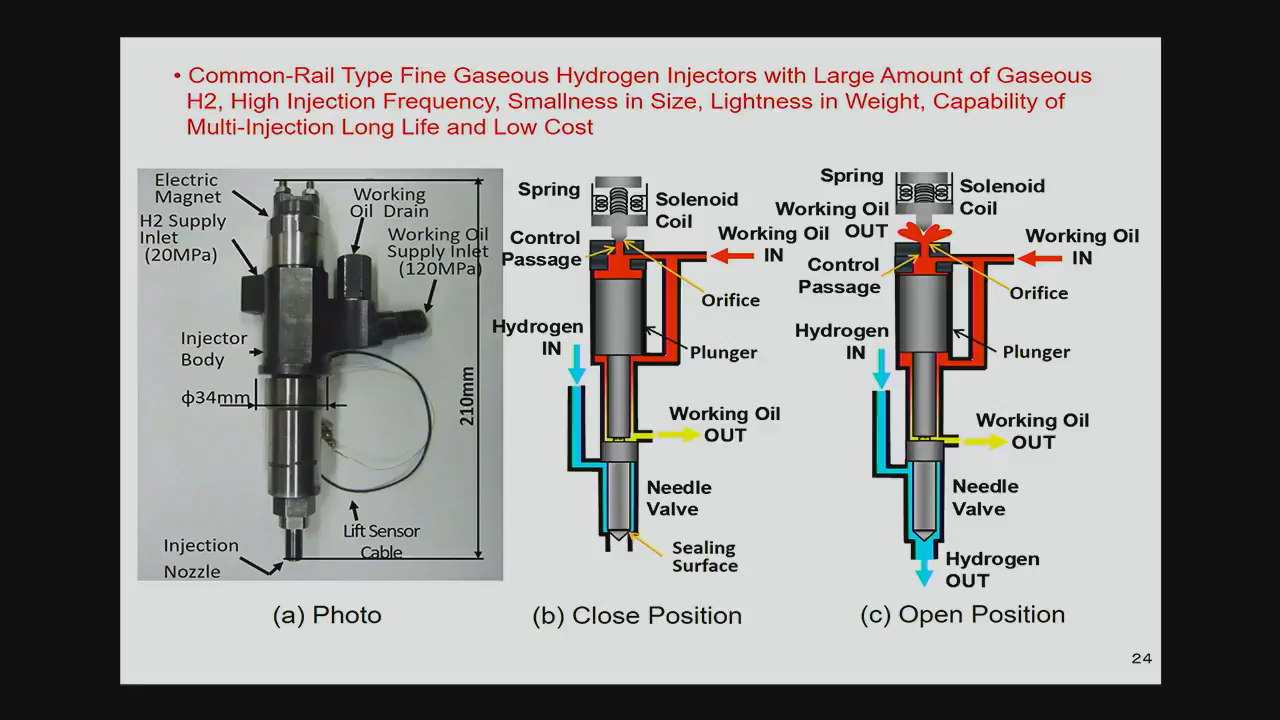 • Common-Rail Type Fine Gaseous Hydrogen Injectors with Large Amount of Gaseous
H2, High Injection Frequency, Smallness in Size, Lightness in Weight, Capability of
Multi-Injection Long Life and Low Cost
Electric
Magnet
H2 Supply
Inlet
(20MPa)
Working
Oil Drain
Working Oil
Supply Inlet
(120MPa)
Injector
Body
ϕ34mm
210mm
Lift Sensor
Cable
Injection
Nozzle
(a) Photo
Spring
Solenoid
Coil
Control
Passage
Working Oil
IN
Orifice
Hydrogen
IN
Plunger
Working Oil
OUT
Needle
Valve
Sealing
Surface
(b) Close Position
Spring
Solenoid
Coil
Working Oil
OUT
Control
Passage
Working Oil
IN
Orifice
Hydrogen
IN
Plunger
Working Oil
OUT
Needle
Valve
Hydrogen
OUT
(c) Open Position
24